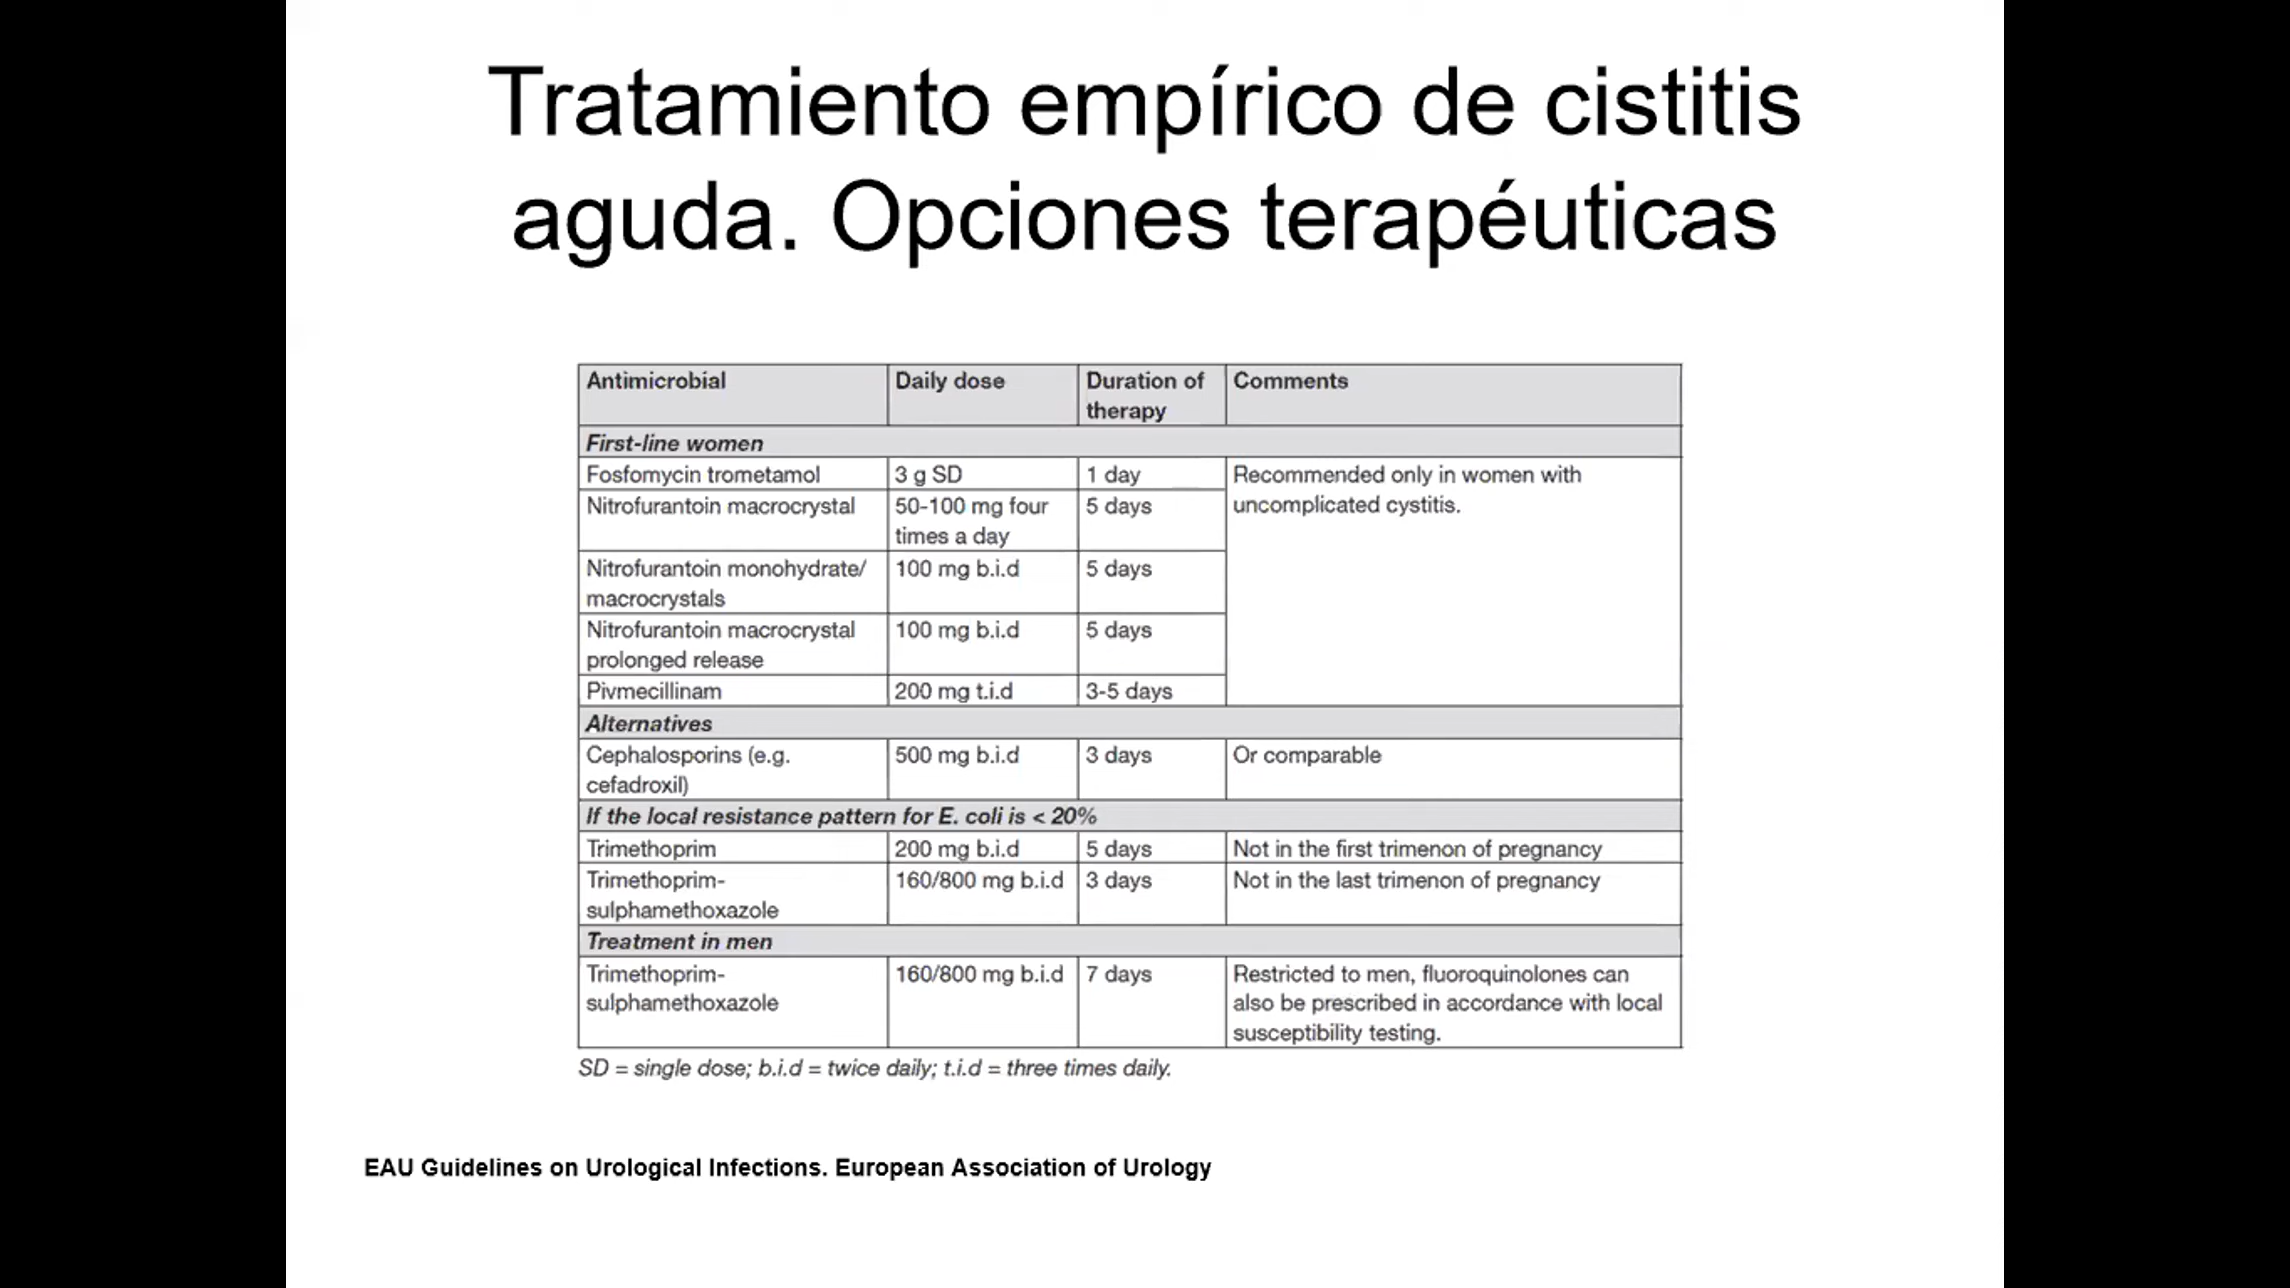 Tratamiento empírico de cistitis
aguda. Opciones terapéuticas
Antimicrobial Daily dose Duration of therapy Comments
First-line women
Fosfomycin trometamol 3 g SD 1 day Recommended only in women with uncomplicated cystitis.
Nitrofurantoin macrocrystal 50-100 mg four times a day 5 days
Nitrofurantoin monohydrate/ macrocrystals 100 mg b.i.d 5 days
Nitrofurantoin macrocrystal prolonged release 100 mg b.i.d 5 days
Pivmecillinam 200 mg t.i.d 3-5 days
Alternatives
Cephalosporins (e.g. cefadroxil) 500 mg b.i.d 3 days Or comparable
If the local resistance pattern for E. coli is < 20%
Trimethoprim 200 mg b.i.d 5 days Not in the first trimenon of pregnancy
Trimethoprim-sulphamethoxazole 160/800 mg b.i.d 3 days Not in the last trimenon of pregnancy
Treatment in men
Trimethoprim-sulphamethoxazole 160/800 mg b.i.d 7 days Restricted to men, fluoroquinolones can also be prescribed in accordance with local susceptibility testing.
SD = single dose; b.i.d = twice daily; t.i.d = three times daily.
EAU Guidelines on Urological Infections. European Association of Urology